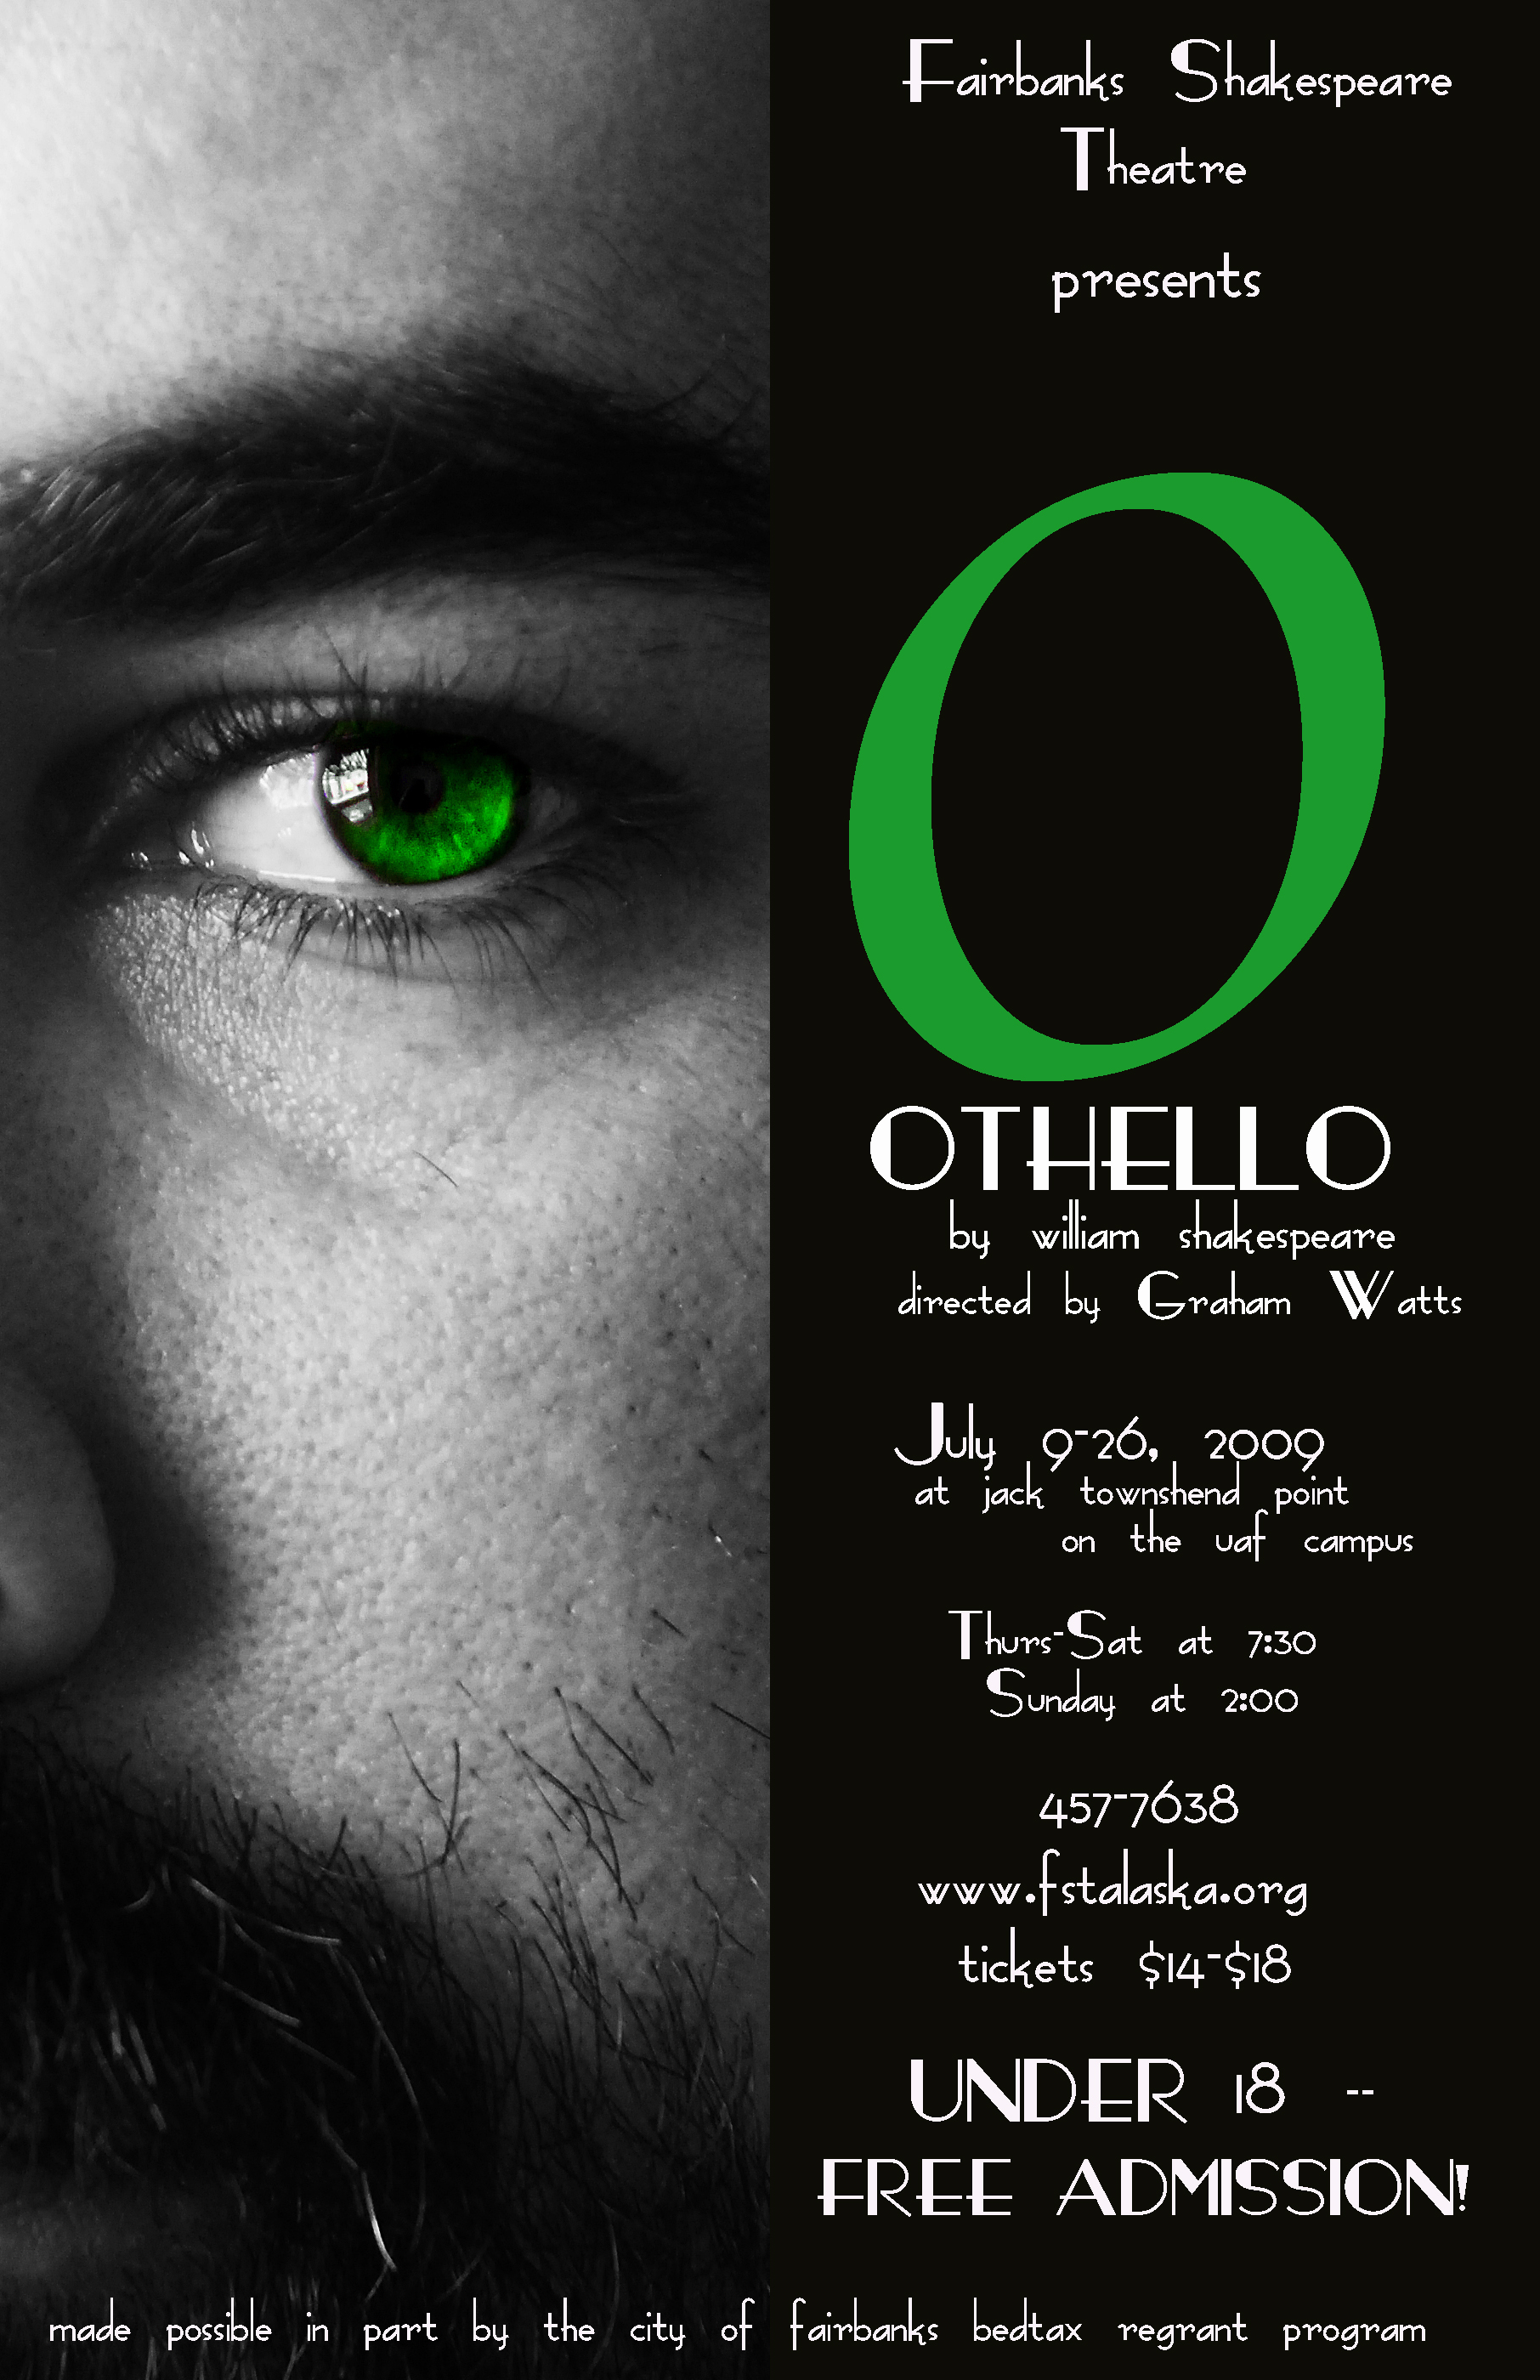 Fairbanks Shakespeare
Theatre
presents
O
OTHELLO
by william shakespeare
directed by Graham Watts
July 9-26, 2009
at jack townshend point
on the uaf campus
Thurs-Sat at 7:30
Sunday at 2:00
457-7638
www.fstalaska.org
tickets $14-$18
UNDER 18 --
FREE ADMISSION!
made possible in part by the city of fairbanks bedtax regrant program